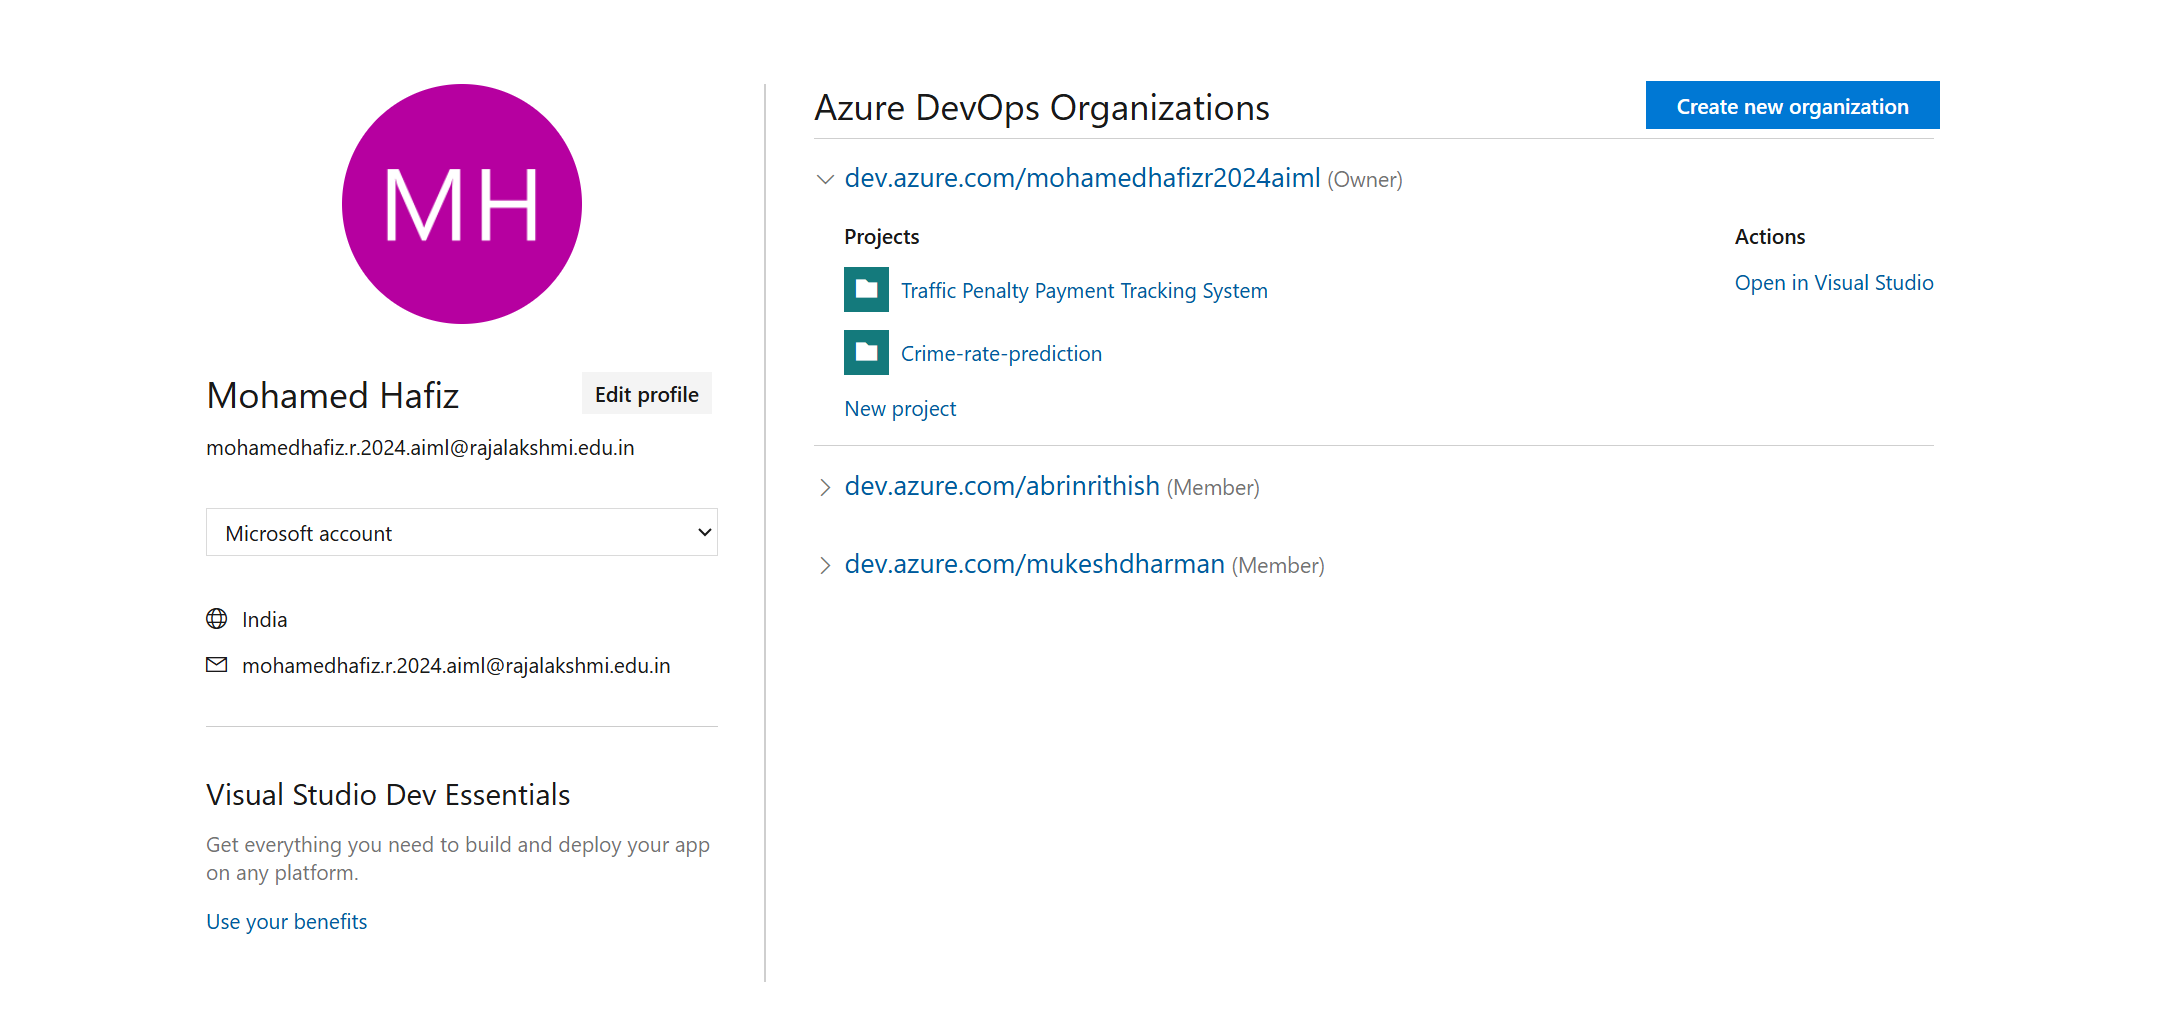 MH
Mohamed Hafiz
Edit profile
mohamedhafiz.r.2024.aiml@rajalakshmi.edu.in
Microsoft account
India
mohamedhafiz.r.2024.aiml@rajalakshmi.edu.in
Visual Studio Dev Essentials
Get everything you need to build and deploy your app
on any platform.
Use your benefits
Azure DevOps Organizations
Create new organization
dev.azure.com/mohamedhafizr2024aiml (Owner)
Projects
Actions
Traffic Penalty Payment Tracking System
Open in Visual Studio
Crime-rate-prediction
New project
dev.azure.com/abrinrithish (Member)
dev.azure.com/mukeshdharman (Member)